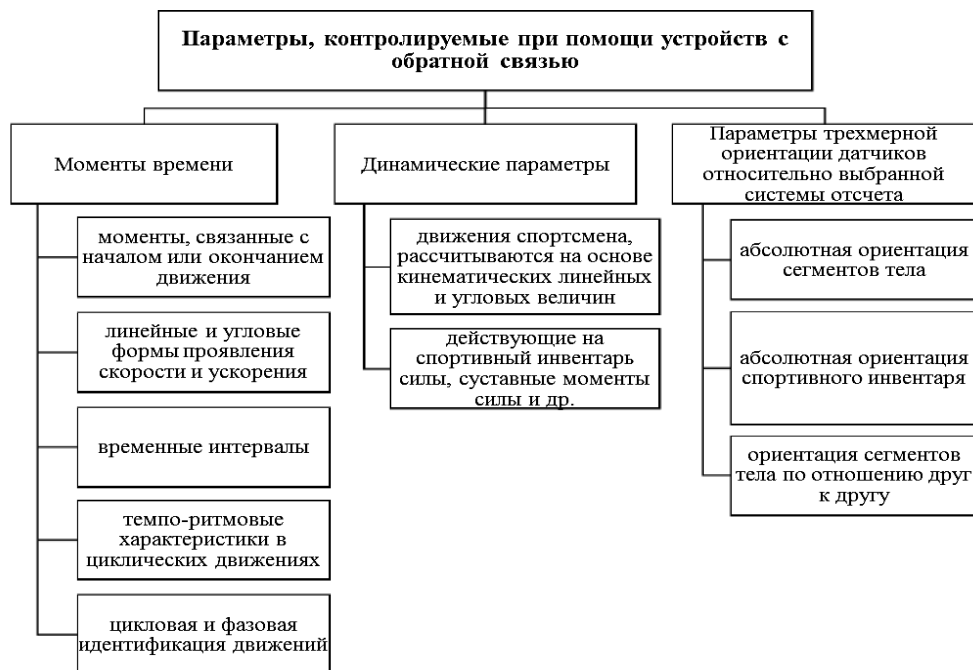 Параметры, контролируемые при помощи устройств с
обратной связью
Моменты времени
моменты, связанные с
началом или окончанием
движения
линейные и угловые
формы проявления
скорости и ускорения
временные интервалы
темпо-ритмовые
характеристики в
циклических движениях
цикловая и фазовая
идентификация движений
Динамические параметры
движения спортсмена,
рассчитываются на основе
кинематических линейных
и угловых величин
действующие на
спортивный инвентарь
силы, суставные моменты
силы и др.
Параметры трехмерной
ориентации датчиков
относительно выбранной
системы отсчета
абсолютная ориентация
сегментов тела
абсолютная ориентация
спортивного инвентаря
ориентация сегментов
тела по отношению друг
к другу